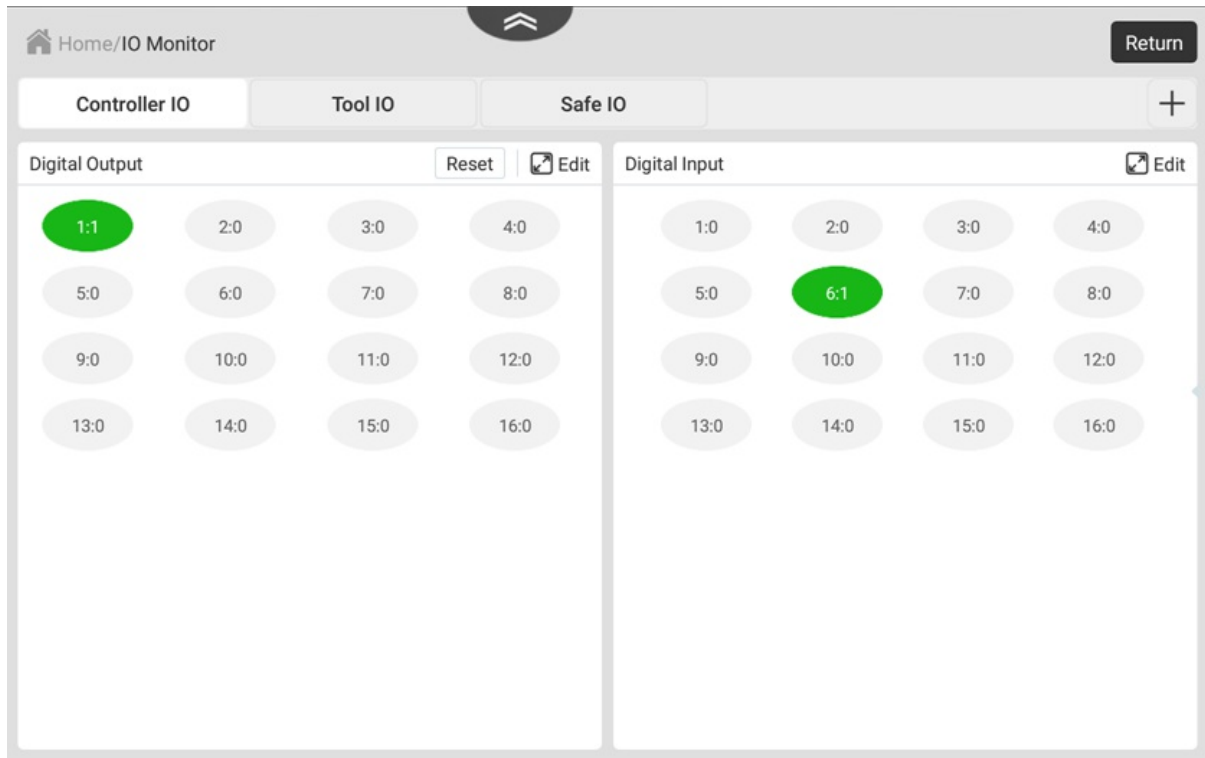 Home/IO Monitor
Return
Controller IO Tool IO Safe IO
Digital Output Reset Edit
1:1 2:0 3:0 4:0
5:0 6:0 7:0 8:0
9:0 10:0 11:0 12:0
13:0 14:0 15:0 16:0
Digital Input Edit
1:0 2:0 3:0 4:0
5:0 6:1 7:0 8:0
9:0 10:0 11:0 12:0
13:0 14:0 15:0 16:0